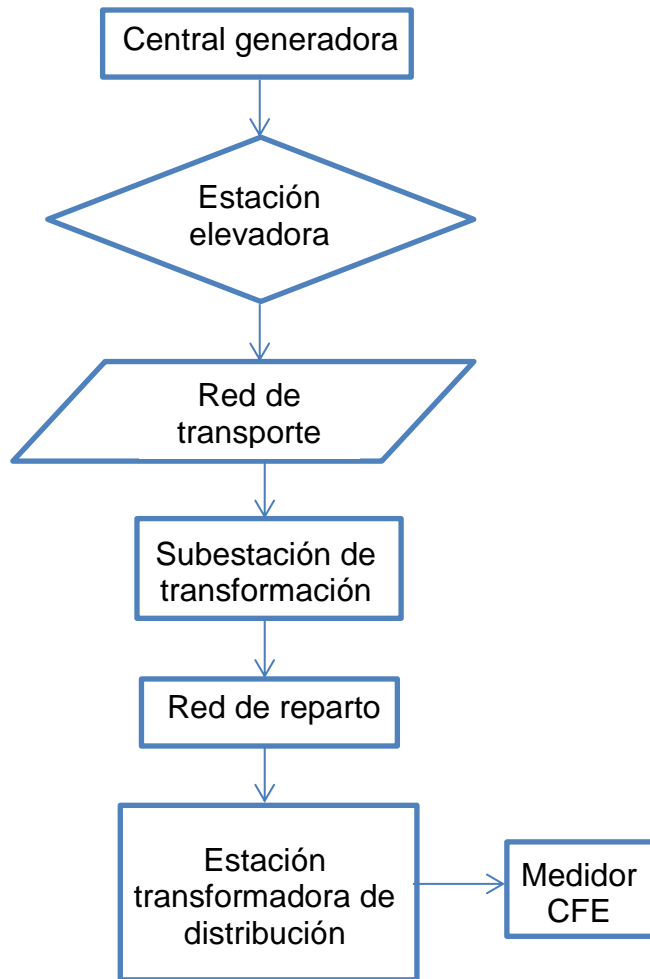 Central generadora
Estación
elevadora
Red de
transporte
Subestación de
transformación
Red de reparto
Estación
transformadora de
distribución
Medidor
CFE